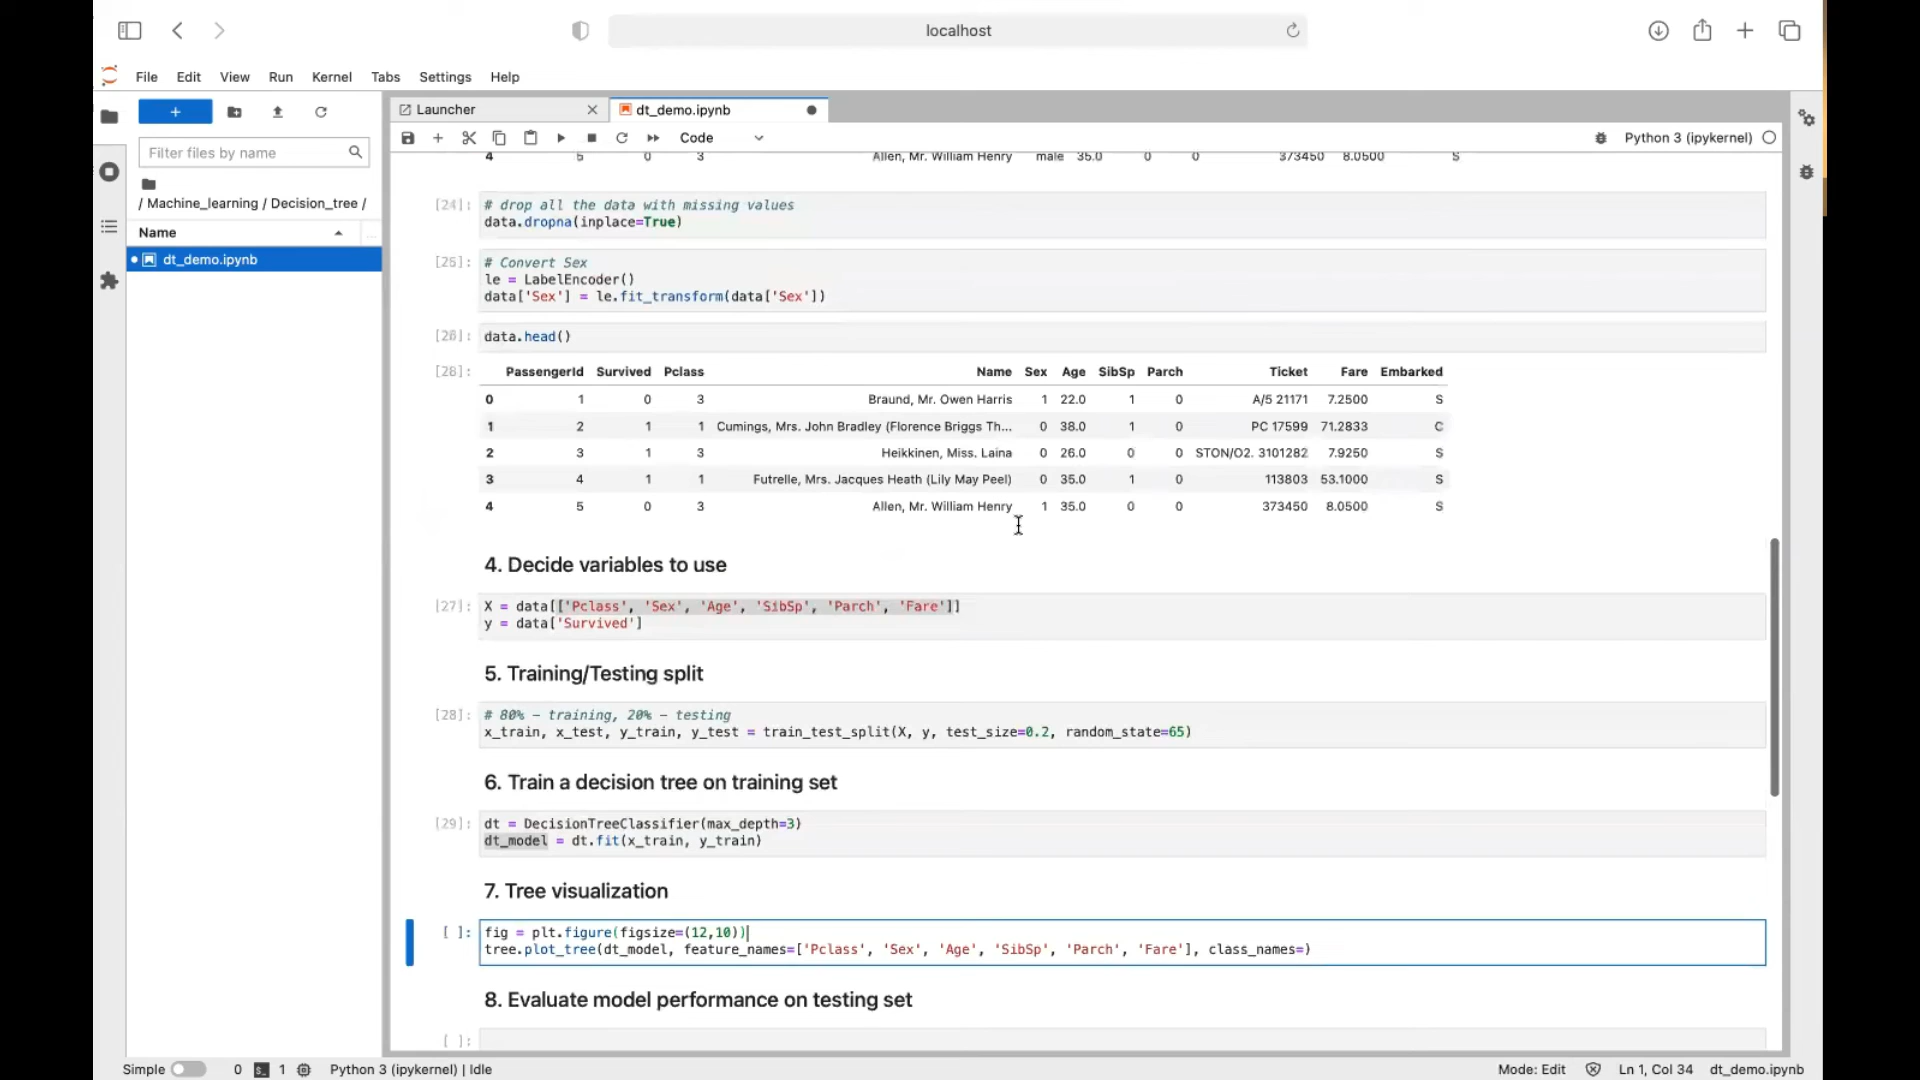 localhost
File Edit View Run Kernel Tabs Settings Help
Launcher
dt_demo.ipynb
Code
Python 3 (ipykernel)
Filter files by name
/ Machine_learning / Decision_tree /
Name
dt_demo.ipynb
4 5 0 3 Allen, Mr. William Henry male 35.0 0 0 373450 8.0500 S
[24]: # drop all the data with missing values
data.dropna(inplace=True)
[25]: # Convert Sex
le = LabelEncoder()
data['Sex'] = le.fit_transform(data['Sex'])
data.head()
PassengerId Survived Pclass Name Sex Age SibSp Parch Ticket Fare Embarked
0 1 0 3 Braund, Mr. Owen Harris 1 22.0 1 0 A/5 21171 7.2500 S
1 2 1 1 Cumings, Mrs. John Bradley (Florence Briggs Th... 0 38.0 1 0 PC 17599 71.2833 C
2 3 1 3 Heikkinen, Miss. Laina 0 26.0 0 0 STON/O2. 3101282 7.9250 S
3 4 1 1 Futrelle, Mrs. Jacques Heath (Lily May Peel) 0 35.0 1 0 113803 53.1000 S
4 5 0 3 Allen, Mr. William Henry 1 35.0 0 0 373450 8.0500 S
4. Decide variables to use
[27]: X = data[['Pclass', 'Sex', 'Age', 'SibSp', 'Parch', 'Fare']]
y = data['Survived']
5. Training/Testing split
[28]: # 80% - training, 20% - testing
x_train, x_test, y_train, y_test = train_test_split(X, y, test_size=0.2, random_state=65)
6. Train a decision tree on training set
[29]: dt = DecisionTreeClassifier(max_depth=3)
dt_model = dt.fit(x_train, y_train)
7. Tree visualization
[ ]: fig = plt.figure(figsize=(12,10))
tree.plot_tree(dt_model, feature_names=['Pclass', 'Sex', 'Age', 'SibSp', 'Parch', 'Fare'], class_names=)
8. Evaluate model performance on testing set
[ ]:
Simple 0 1 Python 3 (ipykernel) | Idle Mode: Edit Ln 1, Col 34 dt_demo.ipynb